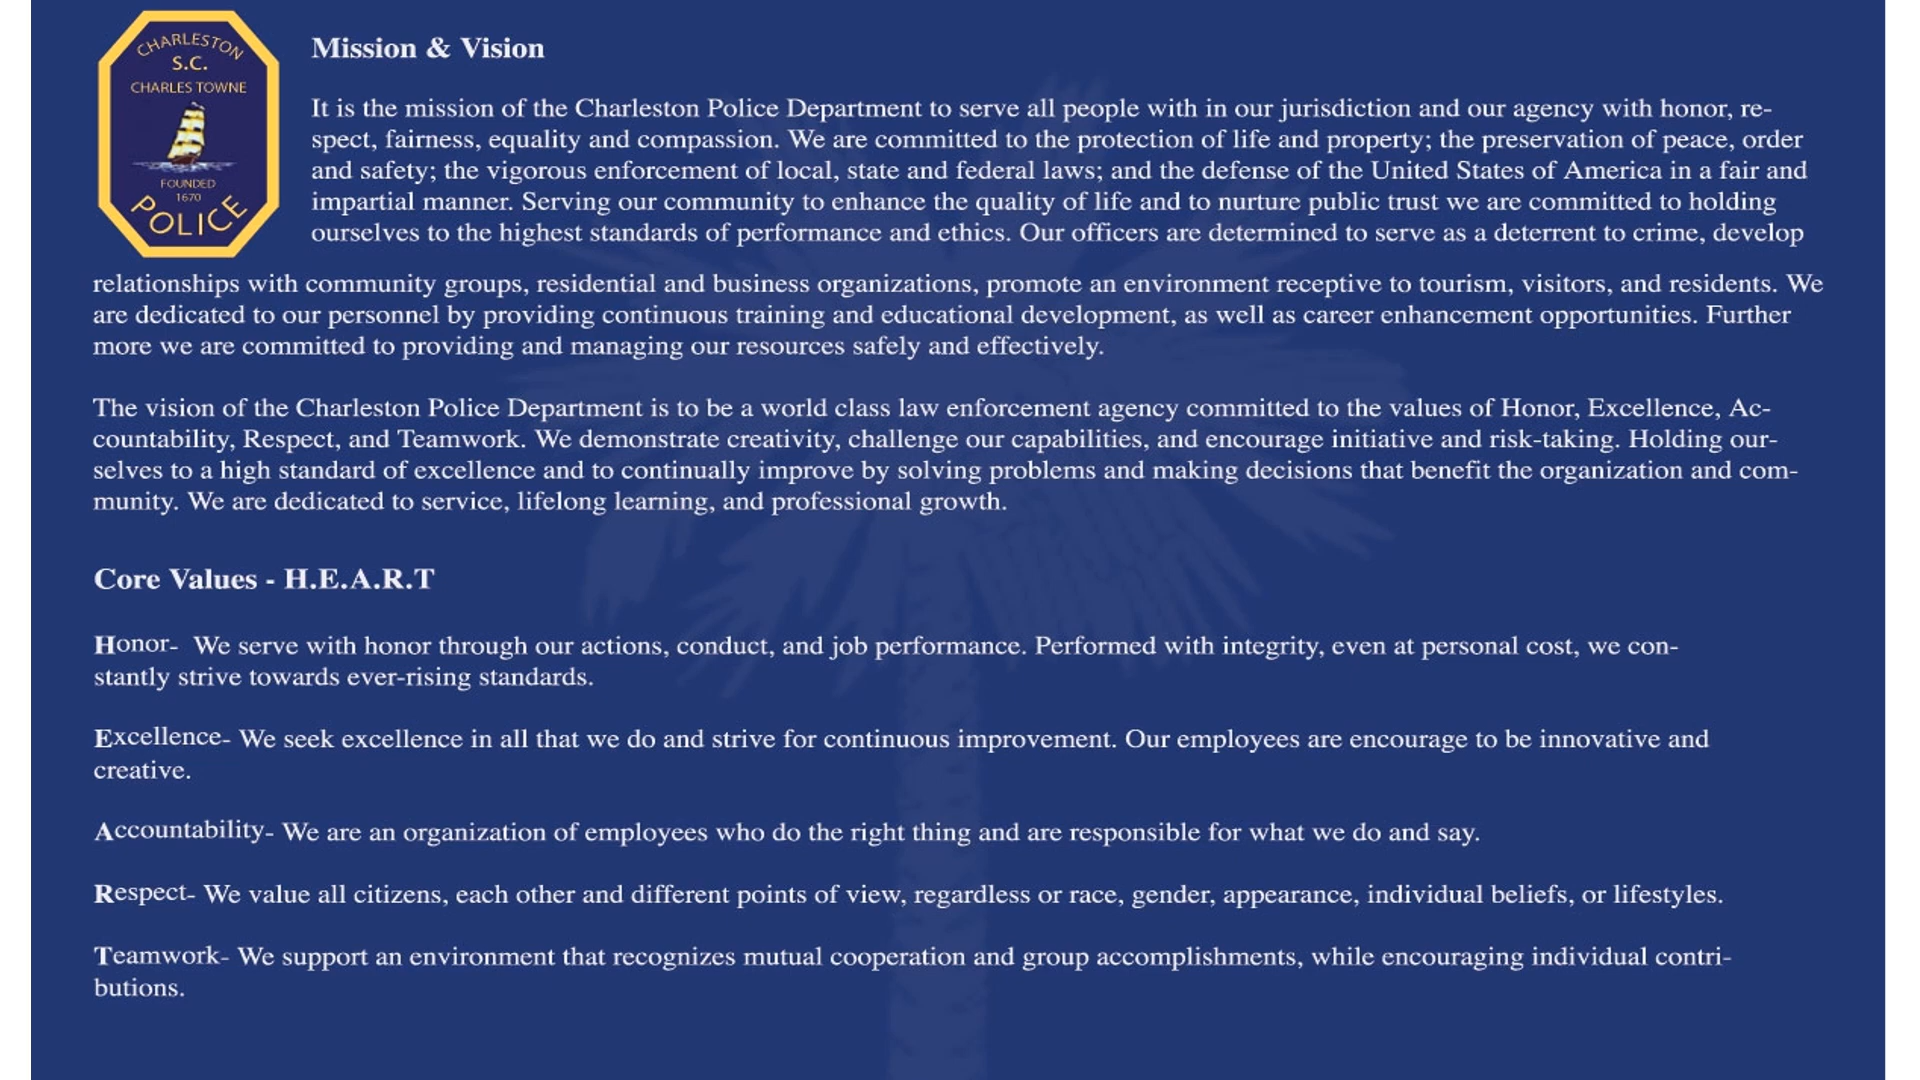 CHARLESTON
S.C.
CHARLES TOWNE
FOUNDED
1670
POLICE
Mission & Vision
It is the mission of the Charleston Police Department to serve all people with in our jurisdiction and our agency with honor, re-
spect, fairness, equality and compassion. We are committed to the protection of life and property; the preservation of peace, order
and safety; the vigorous enforcement of local, state and federal laws; and the defense of the United States of America in a fair and
impartial manner. Serving our community to enhance the quality of life and to nurture public trust we are committed to holding
ourselves to the highest standards of performance and ethics. Our officers are determined to serve as a deterrent to crime, develop
relationships with community groups, residential and business organizations, promote an environment receptive to tourism, visitors, and residents. We
are dedicated to our personnel by providing continuous training and educational development, as well as career enhancement opportunities. Further
more we are committed to providing and managing our resources safely and effectively.
The vision of the Charleston Police Department is to be a world class law enforcement agency committed to the values of Honor, Excellence, Ac-
countability, Respect, and Teamwork. We demonstrate creativity, challenge our capabilities, and encourage initiative and risk-taking. Holding our-
selves to a high standard of excellence and to continually improve by solving problems and making decisions that benefit the organization and com-
munity. We are dedicated to service, lifelong learning, and professional growth.
Core Values - H.E.A.R.T
Honor- We serve with honor through our actions, conduct, and job performance. Performed with integrity, even at personal cost, we con-
stantly strive towards ever-rising standards.
Excellence- We seek excellence in all that we do and strive for continuous improvement. Our employees are encourage to be innovative and
creative.
Accountability- We are an organization of employees who do the right thing and are responsible for what we do and say.
Respect- We value all citizens, each other and different points of view, regardless or race, gender, appearance, individual beliefs, or lifestyles.
Teamwork- We support an environment that recognizes mutual cooperation and group accomplishments, while encouraging individual contri-
butions.